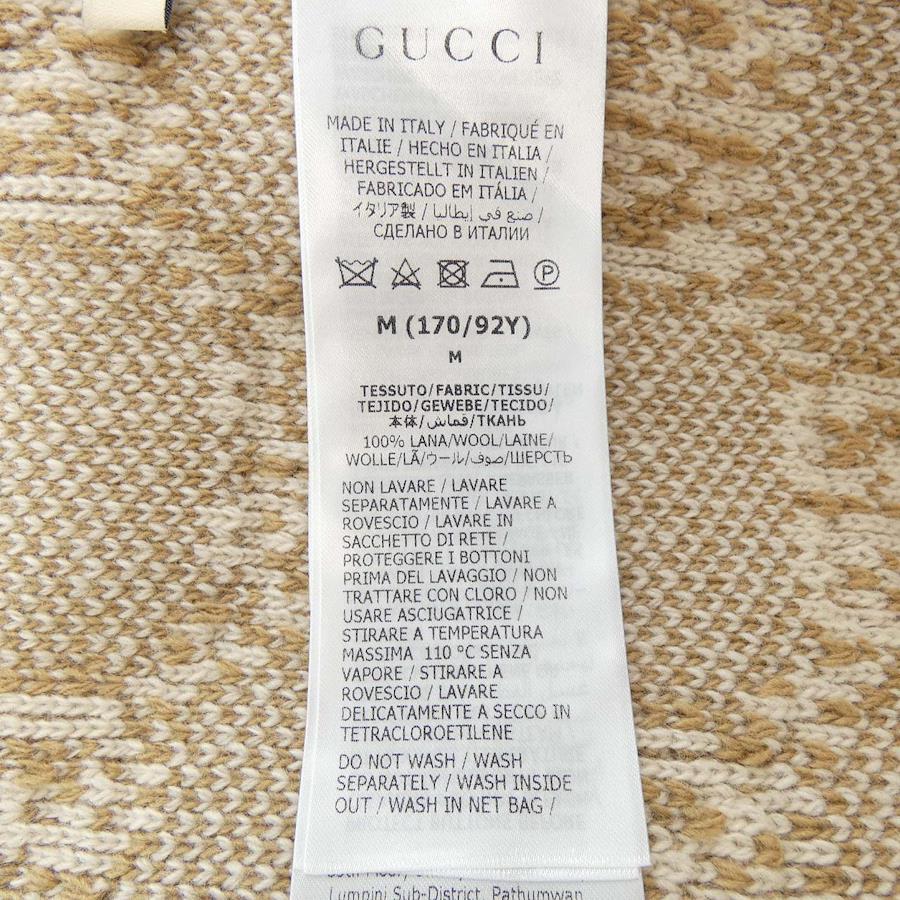 GUCCI
MADE IN ITALY / FABRIQUÉ EN
ITALIE / HECHO EN ITALIA /
HERGESTELLT IN ITALIEN /
FABRICADO EM ITÁLIA /
イタリア製 / صنع في إيطاليا /
СДЕЛАНО В ИТАЛИИ
P
M (170/92Y)
M
TESSUTO/FABRIC/TISSU/
TEJIDO/GEWEBE/TECIDO/
本体/قماش/ТКАНЬ
100% LANA/WOOL/LAINE/
WOLLE/LÃ/ウール/صوف/ШЕРСТЬ
NON LAVARE / LAVARE
SEPARATAMENTE / LAVARE A
ROVESCIO / LAVARE IN
SACCHETTO DI RETE /
PROTEGGERE I BOTTONI
PRIMA DEL LAVAGGIO / NON
TRATTARE CON CLORO / NON
USARE ASCIUGATRICE /
STIRARE A TEMPERATURA
MASSIMA 110 °C SENZA
VAPORE / STIRARE A
ROVESCIO / LAVARE
DELICATAMENTE A SECCO IN
TETRACLOROETILENE
DO NOT WASH / WASH
SEPARATELY / WASH INSIDE
OUT / WASH IN NET BAG /
Lumpini Sub-District, Pathumwan